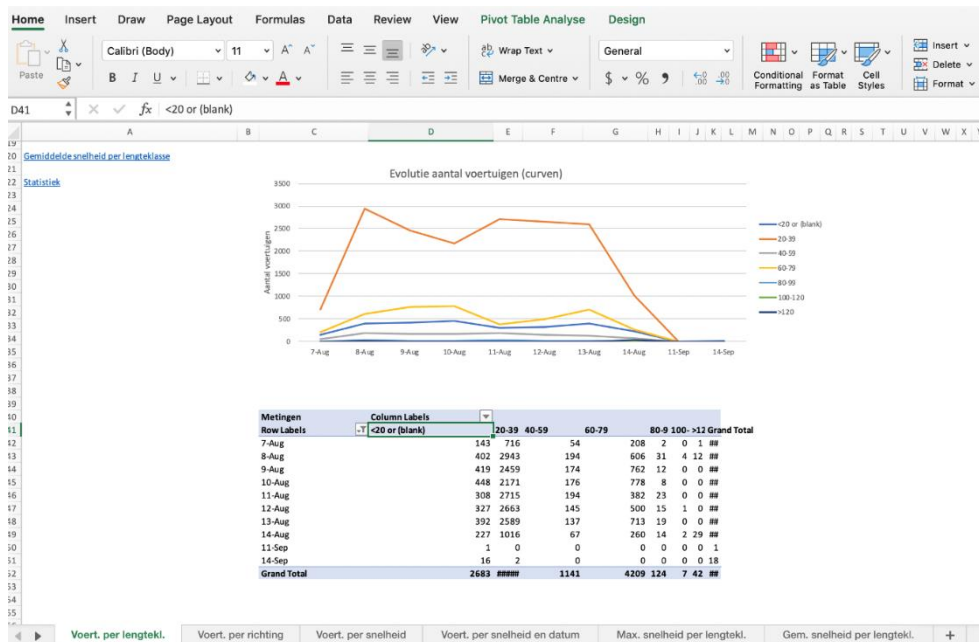 Home Insert Draw Page Layout Formulas Data Review View Pivot Table Analyse Design
Paste
Calibri (Body) 11 A^ A˅
B I U A
Wrap Text
Merge & Centre
General
$ % 9
Conditional Formatting
Format as Table
Cell Styles
Insert
Delete
Format
D41 fx <20 or (blank)
A B C D E F G H I J K L M N O P Q R S T U V W X
20 Gemiddelde snelheid per lengteklasse
22 Statistiek
Evolutie aantal voertuigen (curven)
Aantal voertuigen
3500
3000
2500
2000
1500
1000
500
0
7-Aug 8-Aug 9-Aug 10-Aug 11-Aug 12-Aug 13-Aug 14-Aug 11-Sep 14-Sep
<20 or (blank)
20-39
40-59
60-79
80-99
100-120
>120
Metingen Column Labels
Row Labels <20 or (blank) 20-39 40-59 60-79 80-9 100- >12 Grand Total
7-Aug 143 716 54 208 2 0 1 ##
8-Aug 402 2943 194 606 31 4 12 ##
9-Aug 419 2459 174 762 12 0 0 ##
10-Aug 448 2171 176 778 8 0 0 ##
11-Aug 308 2715 194 382 23 0 0 ##
12-Aug 327 2663 145 500 15 1 0 ##
13-Aug 392 2589 137 713 19 0 0 ##
14-Aug 227 1016 67 260 14 2 29 ##
11-Sep 1 0 0 0 0 0 0 1
14-Sep 16 2 0 0 0 0 0 18
Grand Total 2683 ##### 1141 4209 124 7 42 ##
Voert. per lengtekl. Voert. per richting Voert. per snelheid Voert. per snelheid en datum Max. snelheid per lengtekl. Gem. snelheid per lengtekl. +